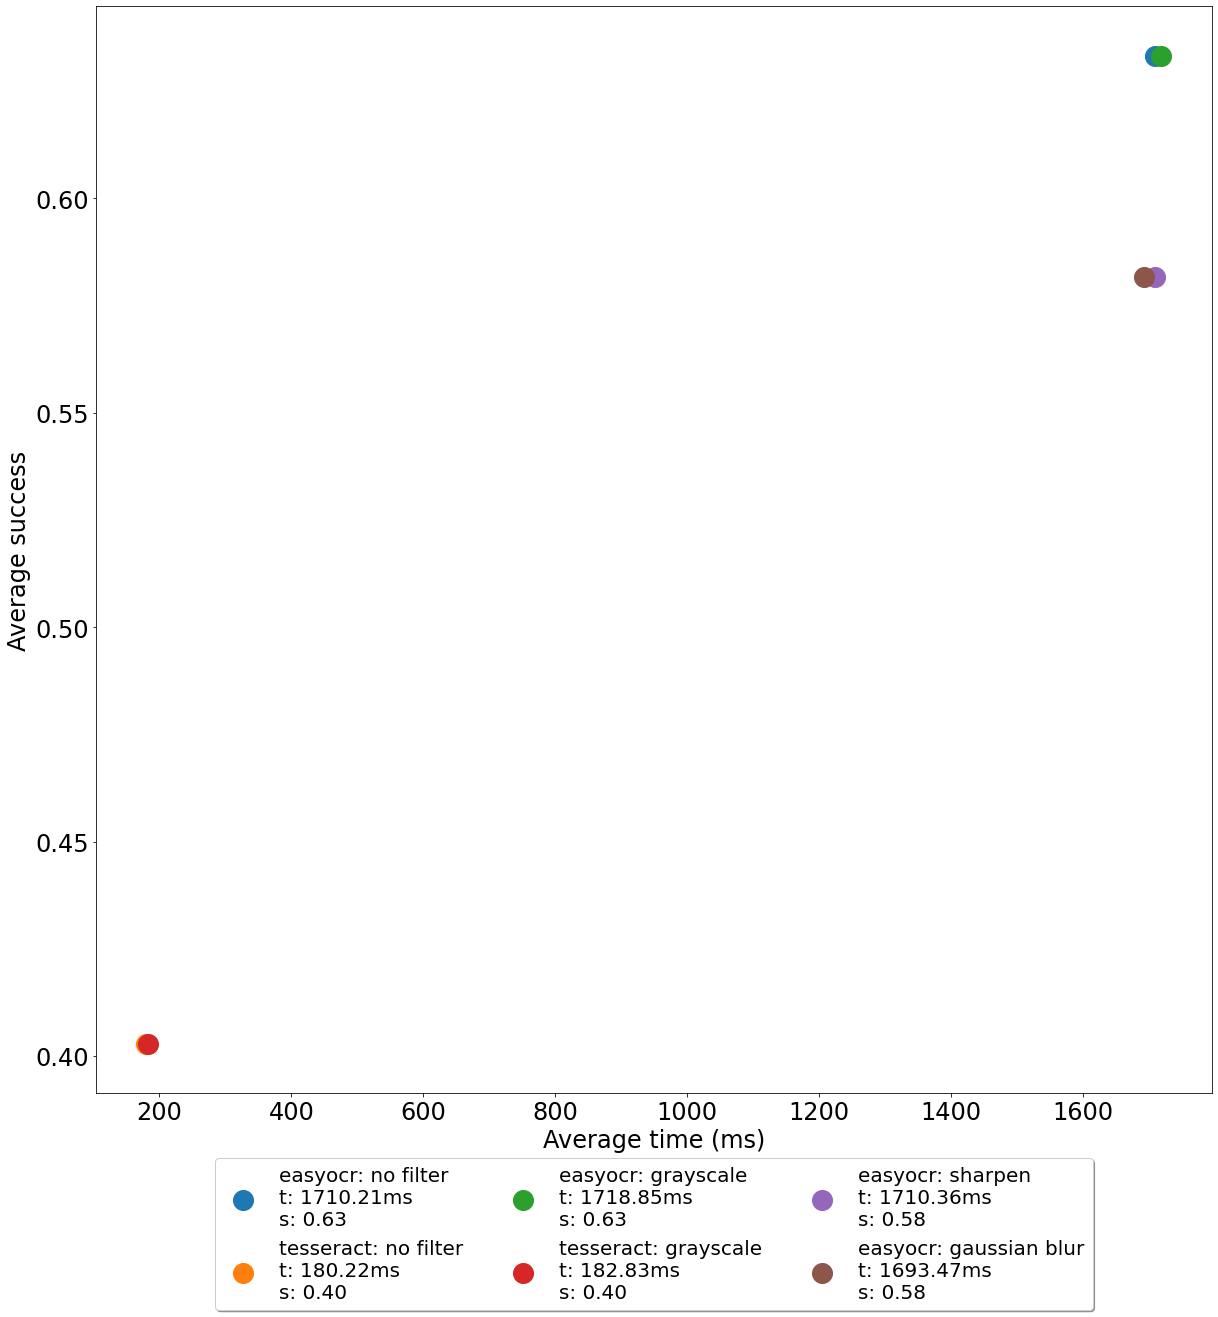 0.60
0.55
0.50
0.45
0.40
Average success
200 400 600 800 1000 1200 1400 1600
Average time (ms)
easyocr: no filter
t: 1710.21ms
s: 0.63
tesseract: no filter
t: 180.22ms
s: 0.40
easyocr: grayscale
t: 1718.85ms
s: 0.63
tesseract: grayscale
t: 182.83ms
s: 0.40
easyocr: sharpen
t: 1710.36ms
s: 0.58
easyocr: gaussian blur
t: 1693.47ms
s: 0.58